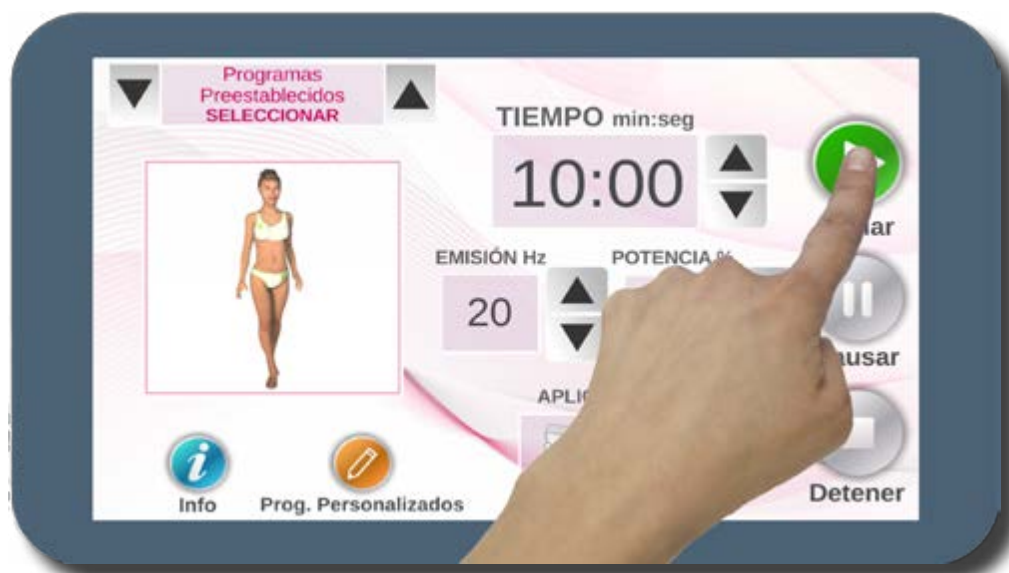 Programas
Preestablecidos
SELECCIONAR
TIEMPO min:seg
10:00
EMISIÓN Hz
POTENCIA %
20
Info
Prog. Personalizados
Detener